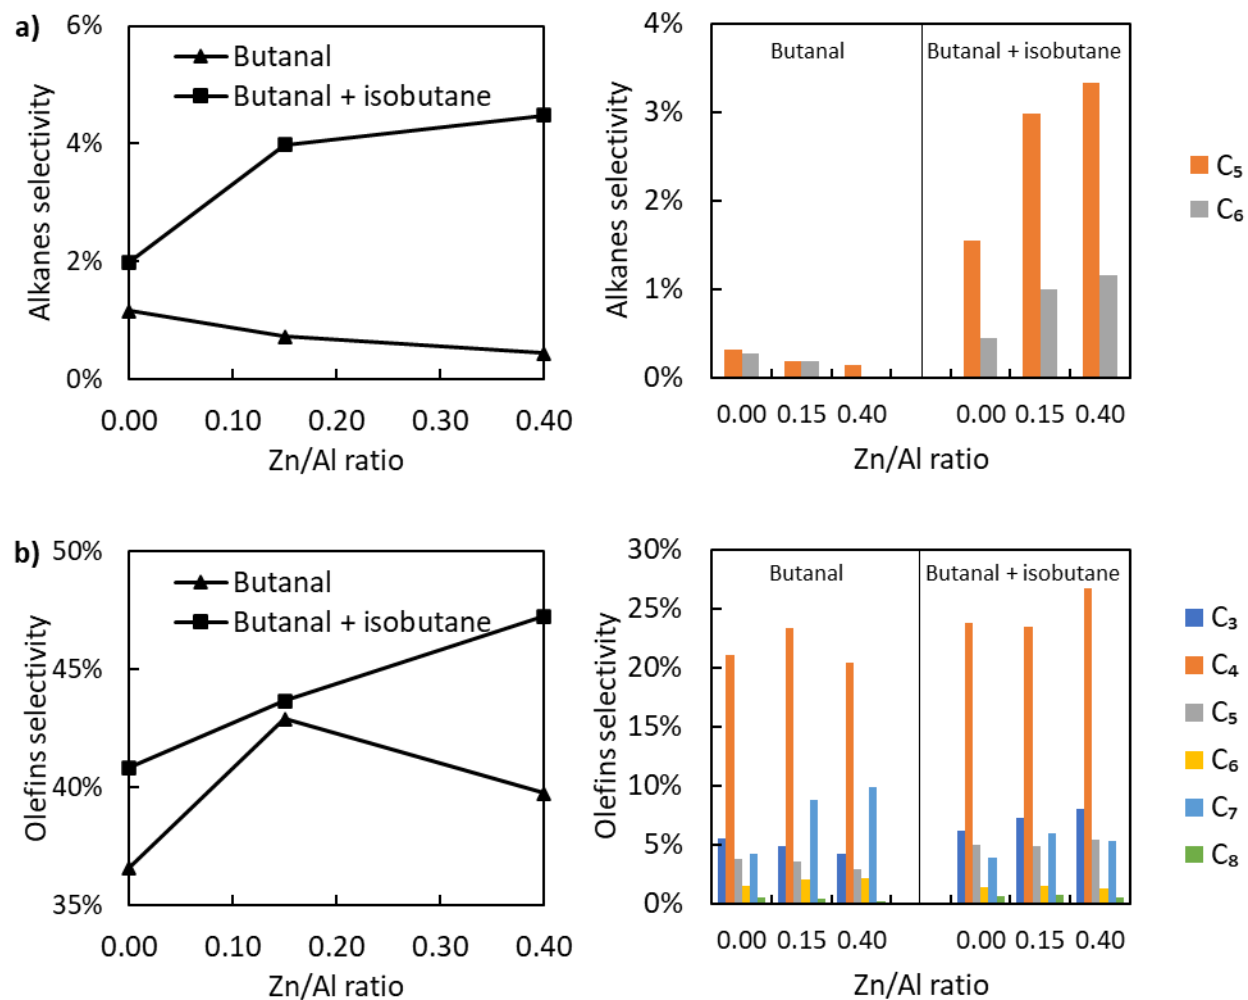 a)
6%
4%
2%
0%
Alkanes selectivity
Butanal
Butanal + isobutane
0.00 0.10 0.20 0.30 0.40
Zn/Al ratio
4%
3%
2%
1%
0%
Alkanes selectivity
Butanal Butanal + isobutane
0.00 0.15 0.40 0.00 0.15 0.40
Zn/Al ratio
C₅
C₆
b)
50%
45%
40%
35%
Olefins selectivity
Butanal
Butanal + isobutane
0.00 0.10 0.20 0.30 0.40
Zn/Al ratio
30%
25%
20%
15%
10%
5%
0%
Olefins selectivity
Butanal Butanal + isobutane
0.00 0.15 0.40 0.00 0.15 0.40
Zn/Al ratio
C₃
C₄
C₅
C₆
C₇
C₈